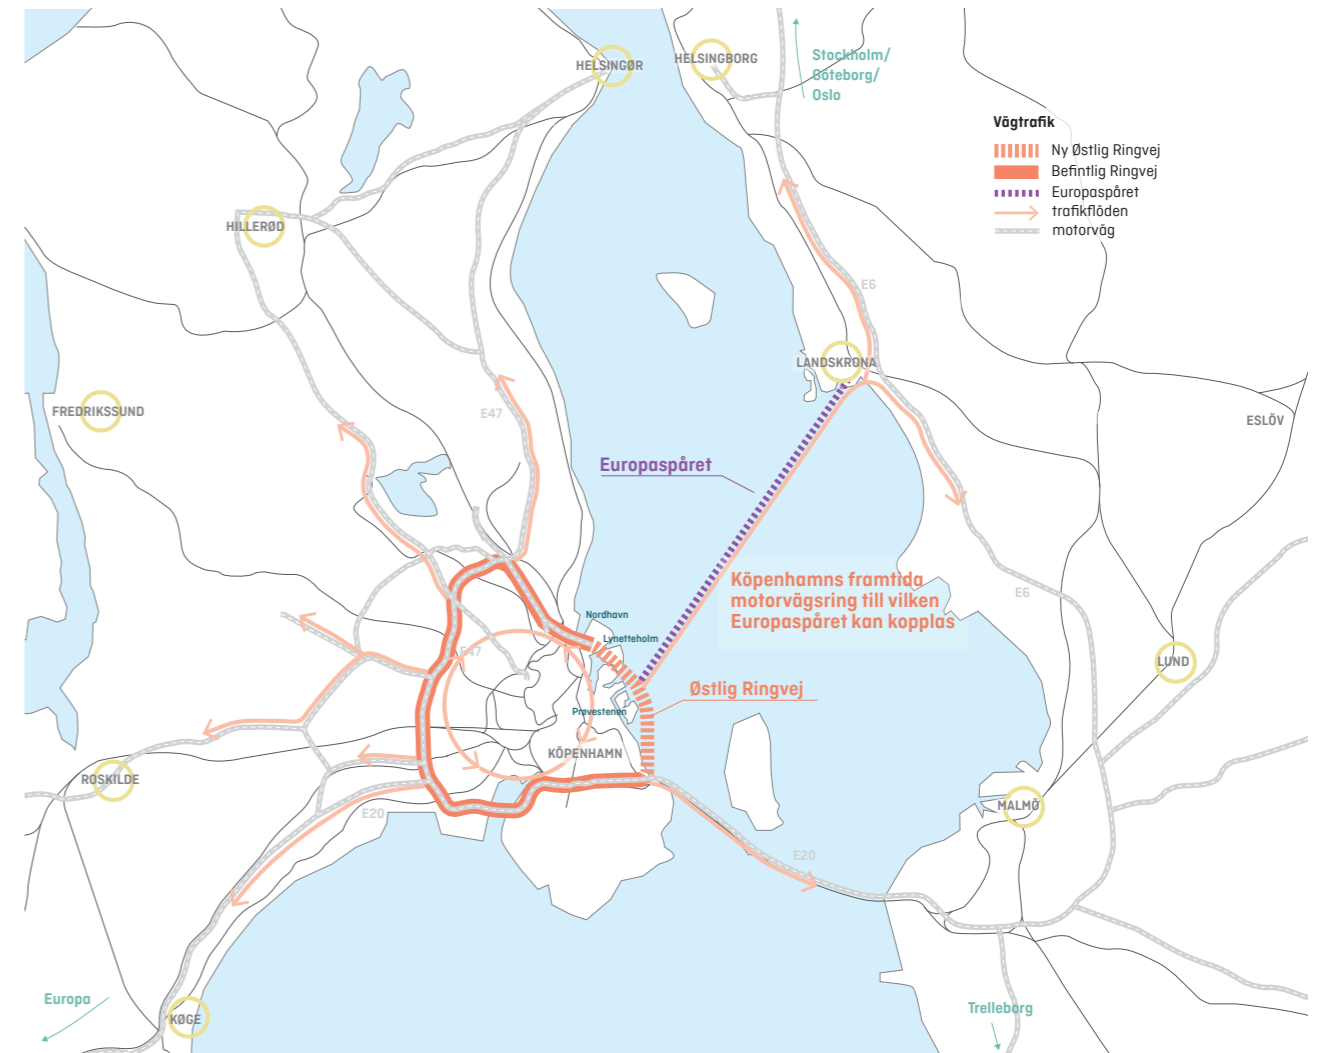 HELSINGØR
HELSINGBORG
Stockholm/
Göteborg/
Oslo
Vägtrafik
Ny Østlig Ringvej
Befintlig Ringvej
Europaspåret
trafikflöden
motorväg
HILLERØD
E6
LANDSKRONA
FREDRIKSSUND
E47
ESLÖV
Europaspåret
Köpenhamns framtida
motorvägsring till vilken
Europaspåret kan kopplas
E6
Nordhavn
Lynetteholm
E47
LUND
Østlig Ringvej
Prøvestenen
KÖPENHAMN
ROSKILDE
MALMÖ
E20
E20
Europa
Trelleborg
KØGE